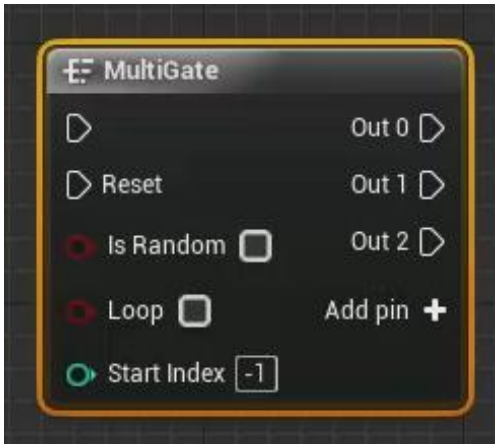 MultiGate
Out 0
Reset Out 1
Is Random Out 2
Loop Add pin +
Start Index -1